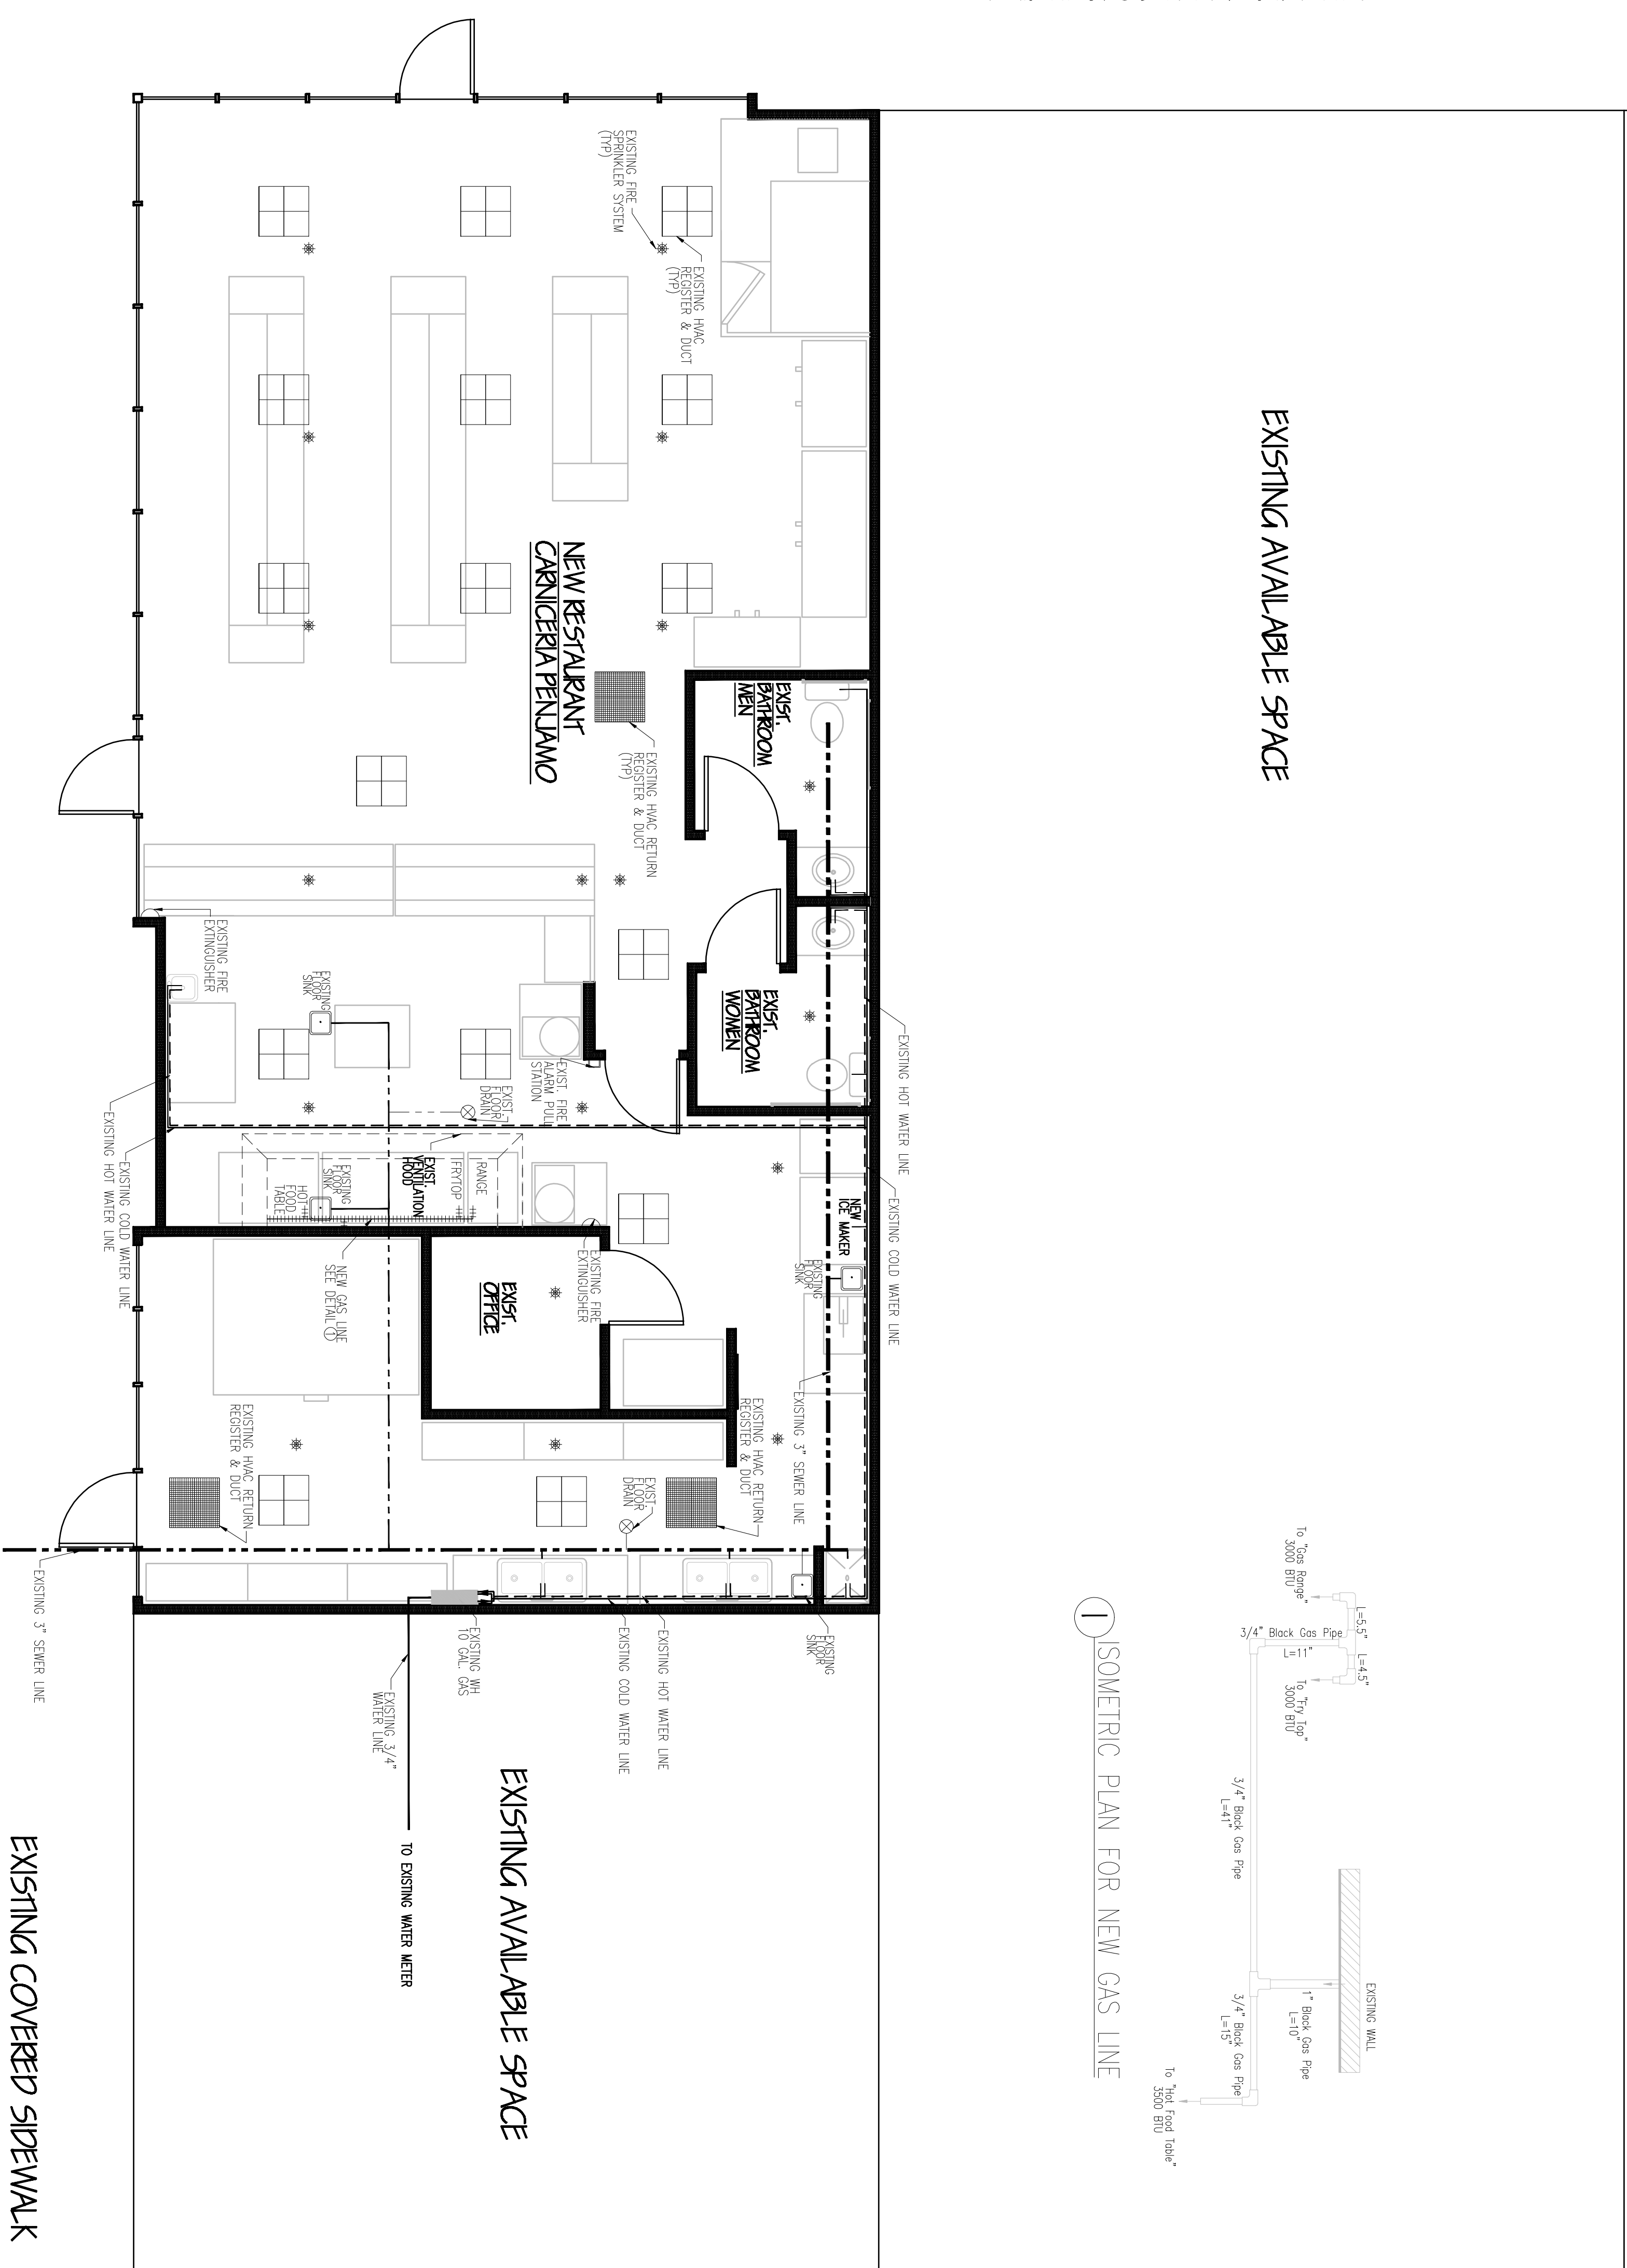 EXISTING AVAILABLE SPACE
EXISTING FIRE
SPRINKLER SYSTEM
(TYP)
EXISTING HVAC
REGISTER & DUCT
(TYP)
NEW RESTAURANT
CARNICERIA PENJAMO
EXISTING HVAC RETURN
REGISTER & DUCT
(TYP)
EXIST.
BATHROOM
MEN
EXIST.
BATHROOM
WOMEN
EXISTING HOT WATER LINE
EXISTING COLD WATER LINE
EXISTING FIRE
EXTINGUISHER
EXISTING
FLOOR
SINK
EXIST.
FLOOR
DRAIN
EXIST. FIRE
ALARM PULL
STATION
EXISTING COLD WATER LINE
EXISTING HOT WATER LINE
EXIST.
VENTILATION
HOOD
RANGE
FRYTOP
EXISTING
FLOOR
SINK
HOT
FOOD
TABLE
NEW
ICE MAKER
EXISTING
FLOOR
SINK
NEW GAS LINE
SEE DETAIL 1
EXIST.
OFFICE
EXISTING FIRE
EXTINGUISHER
EXISTING 3" SEWER LINE
EXISTING HVAC RETURN
REGISTER & DUCT
EXISTING HVAC RETURN
REGISTER & DUCT
EXIST.
FLOOR
DRAIN
EXISTING
FLOOR
SINK
EXISTING HOT WATER LINE
EXISTING COLD WATER LINE
EXISTING WH
10 GAL. GAS
EXISTING 3/4"
WATER LINE
EXISTING 3" SEWER LINE
TO EXISTING WATER METER
EXISTING AVAILABLE SPACE
EXISTING COVERED SIDEWALK
To "Gas Range"
3000 BTU
L=5.5"
L=4.5"
3/4" Black Gas Pipe
L=11"
To "Fry Top"
3000 BTU
3/4" Black Gas Pipe
L=41"
EXISTING WALL
1" Black Gas Pipe
L=10"
3/4" Black Gas Pipe
L=15"
To "Hot Food Table"
3500 BTU
1 ISOMETRIC PLAN FOR NEW GAS LINE